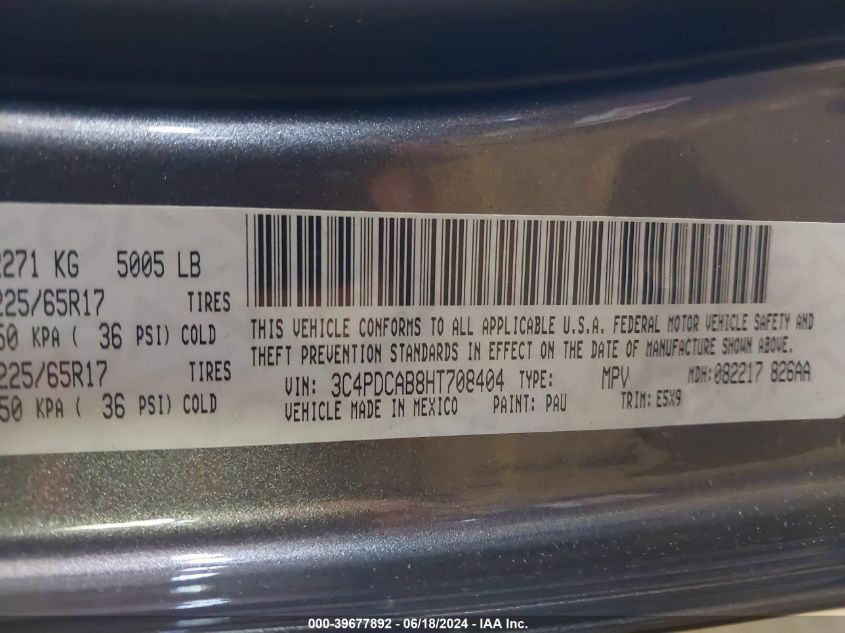 2271 KG 5005 LB
225/65R17 TIRES
50 KPA ( 36 PSI) COLD
225/65R17 TIRES
50 KPA ( 36 PSI) COLD
THIS VEHICLE CONFORMS TO ALL APPLICABLE U.S.A. FEDERAL MOTOR VEHICLE SAFETY AND
THEFT PREVENTION STANDARDS IN EFFECT ON THE DATE OF MANUFACTURE SHOWN ABOVE.
VIN: 3C4PDCAB8HT708404 TYPE: MPV MDH: 082217 826AA
VEHICLE MADE IN MEXICO PAINT: PAU TRIM: E5X9
000-39677892 - 06/18/2024 - IAA Inc.